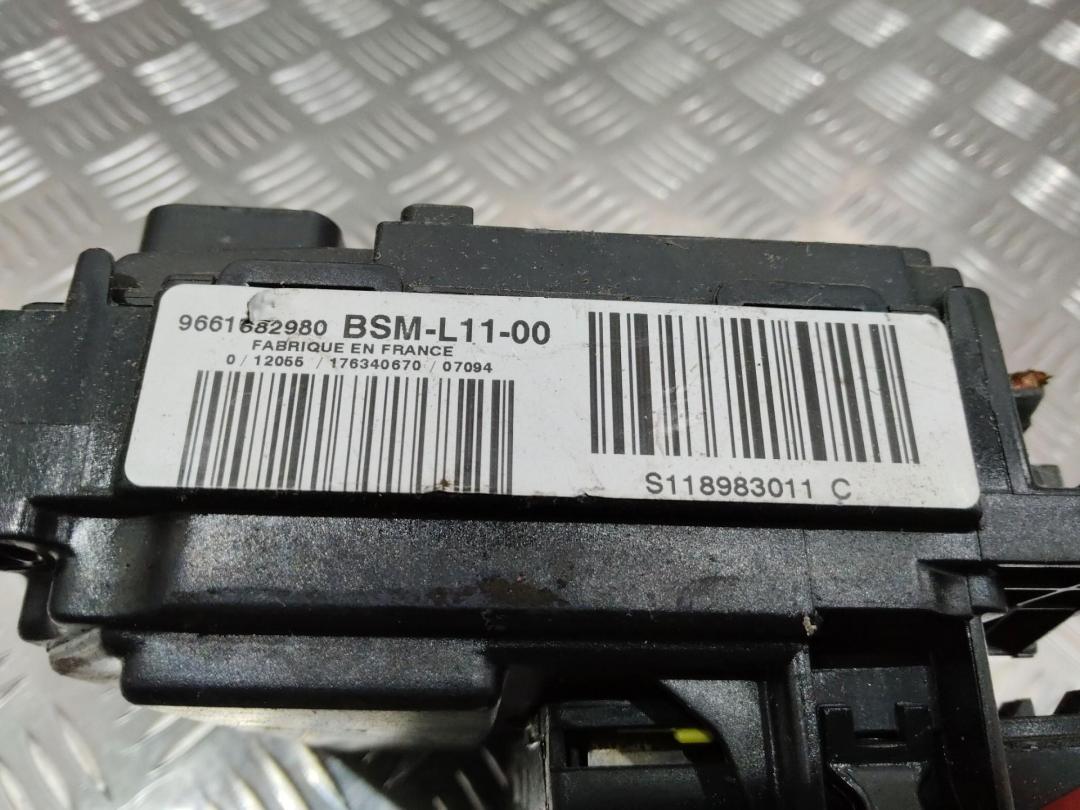 9661682980 BSM-L11-00
FABRIQUE EN FRANCE
0 / 12055 / 176340670 / 07094
S118983011 C